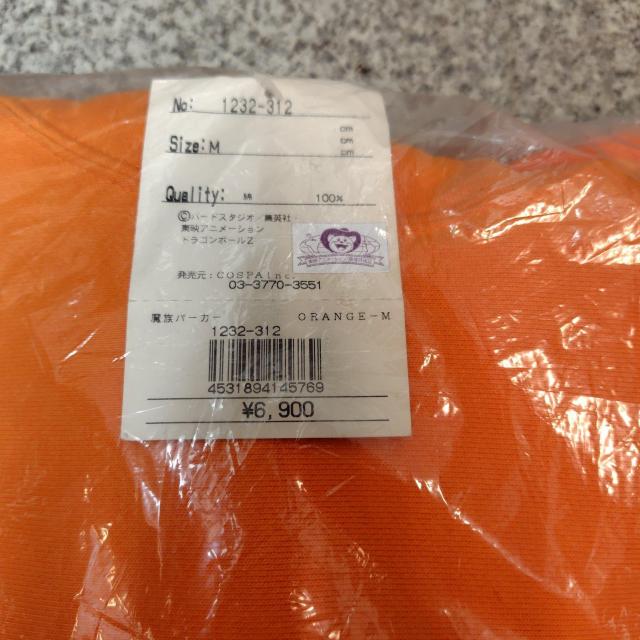 No: 1232-312
cm
cm
Size:M cm
Quality: 綿 100%
©バードスタジオ/集英社
東映アニメーション
ドラゴンボールZ
発売元:COSPA inc
03-3770-3551
魔族パーカー ORANGE-M
1232-312
4531894145769
¥6,900